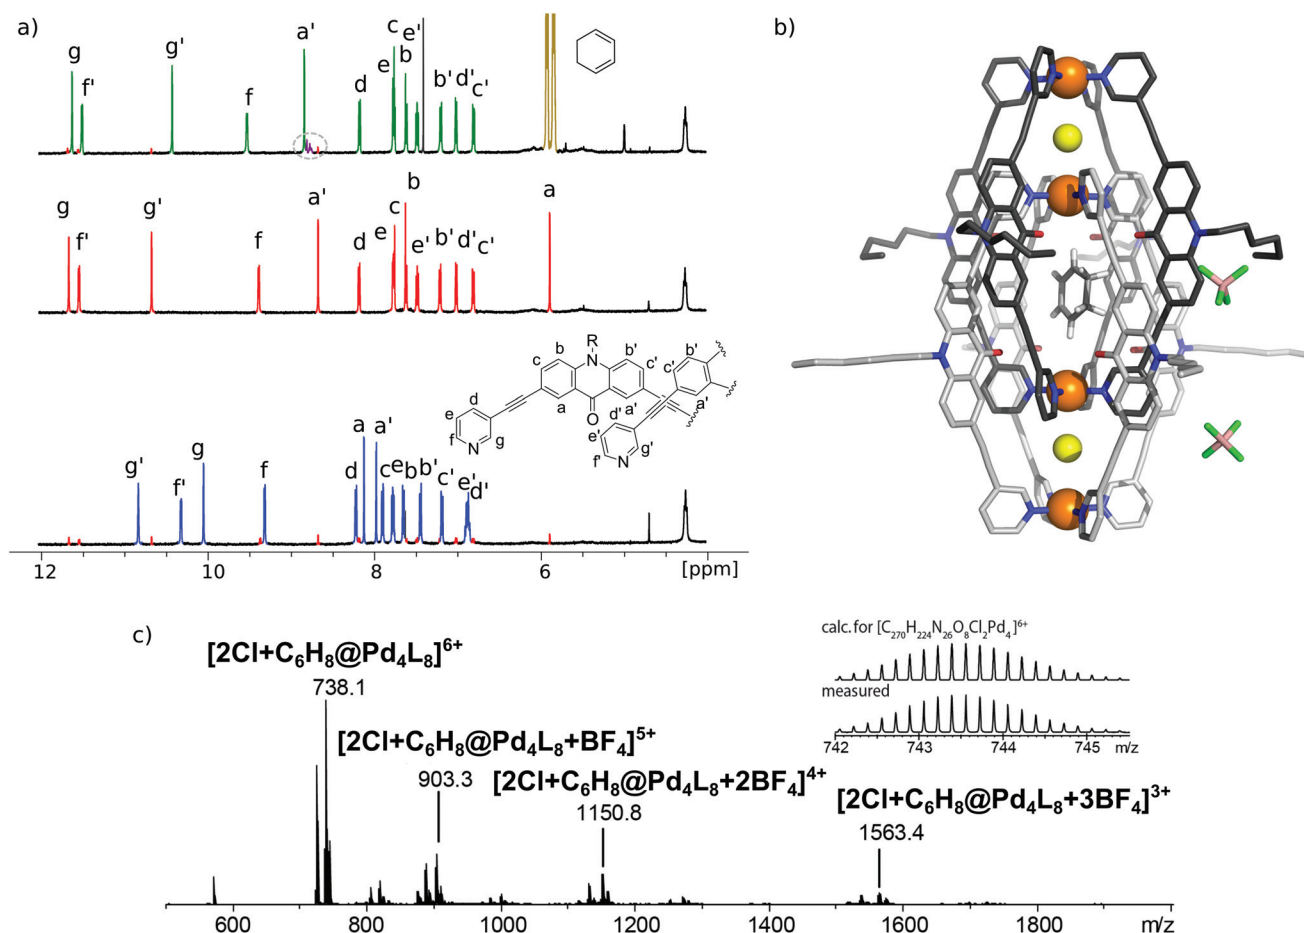 a)
g f' g' f a' d e c b e' b' d' c'
g f' g' f a' d e c b e' b' d' c' a
R
N
O
N
N
c b b' c' a a' d e f g
c' b' a' d' e' f' g'
g' f' g f d a a' c e b b' c' e' d'
12 10 8 6 [ppm]
b)
c)
[2Cl+C₆H₈@Pd₄L₈]⁶⁺
738.1
[2Cl+C₆H₈@Pd₄L₈+BF₄]⁵⁺
903.3
[2Cl+C₆H₈@Pd₄L₈+2BF₄]⁴⁺
1150.8
[2Cl+C₆H₈@Pd₄L₈+3BF₄]³⁺
1563.4
calc.for [C₂₇₀H₂₂₄N₂₆O₈Cl₂Pd₄]⁶⁺
measured
742 743 744 745 m/z
600 800 1000 1200 1400 1600 1800 m/z